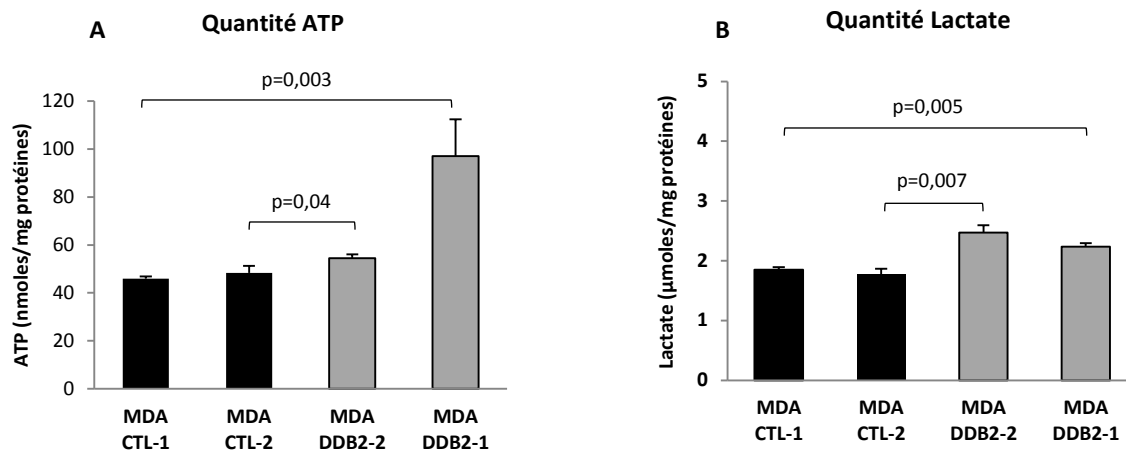 A
Quantité ATP
p=0,003
p=0,04
ATP (nmoles/mg protéines)
120
100
80
60
40
20
0
MDA CTL-1
MDA CTL-2
MDA DDB2-2
MDA DDB2-1
B
Quantité Lactate
p=0,005
p=0,007
Lactate (µmoles/mg protéines)
5
4
3
2
1
0
MDA CTL-1
MDA CTL-2
MDA DDB2-2
MDA DDB2-1